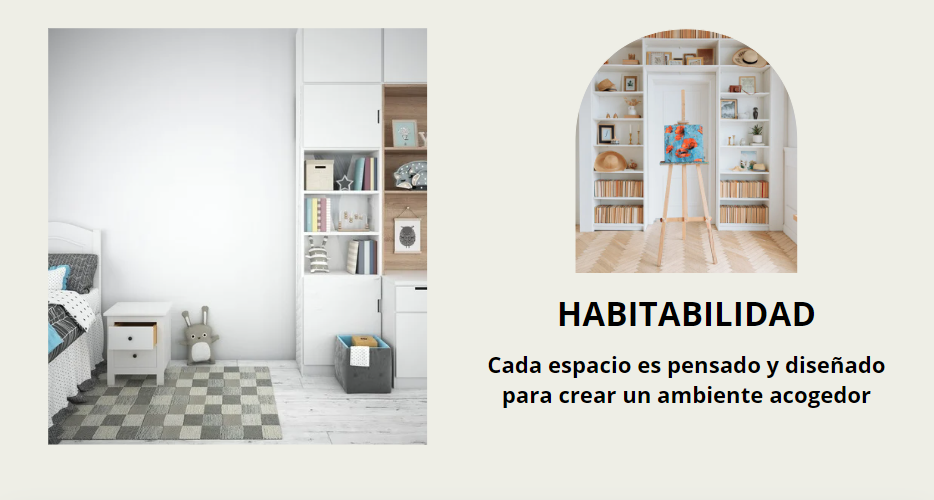 HABITABILIDAD
Cada espacio es pensado y diseñado
para crear un ambiente acogedor